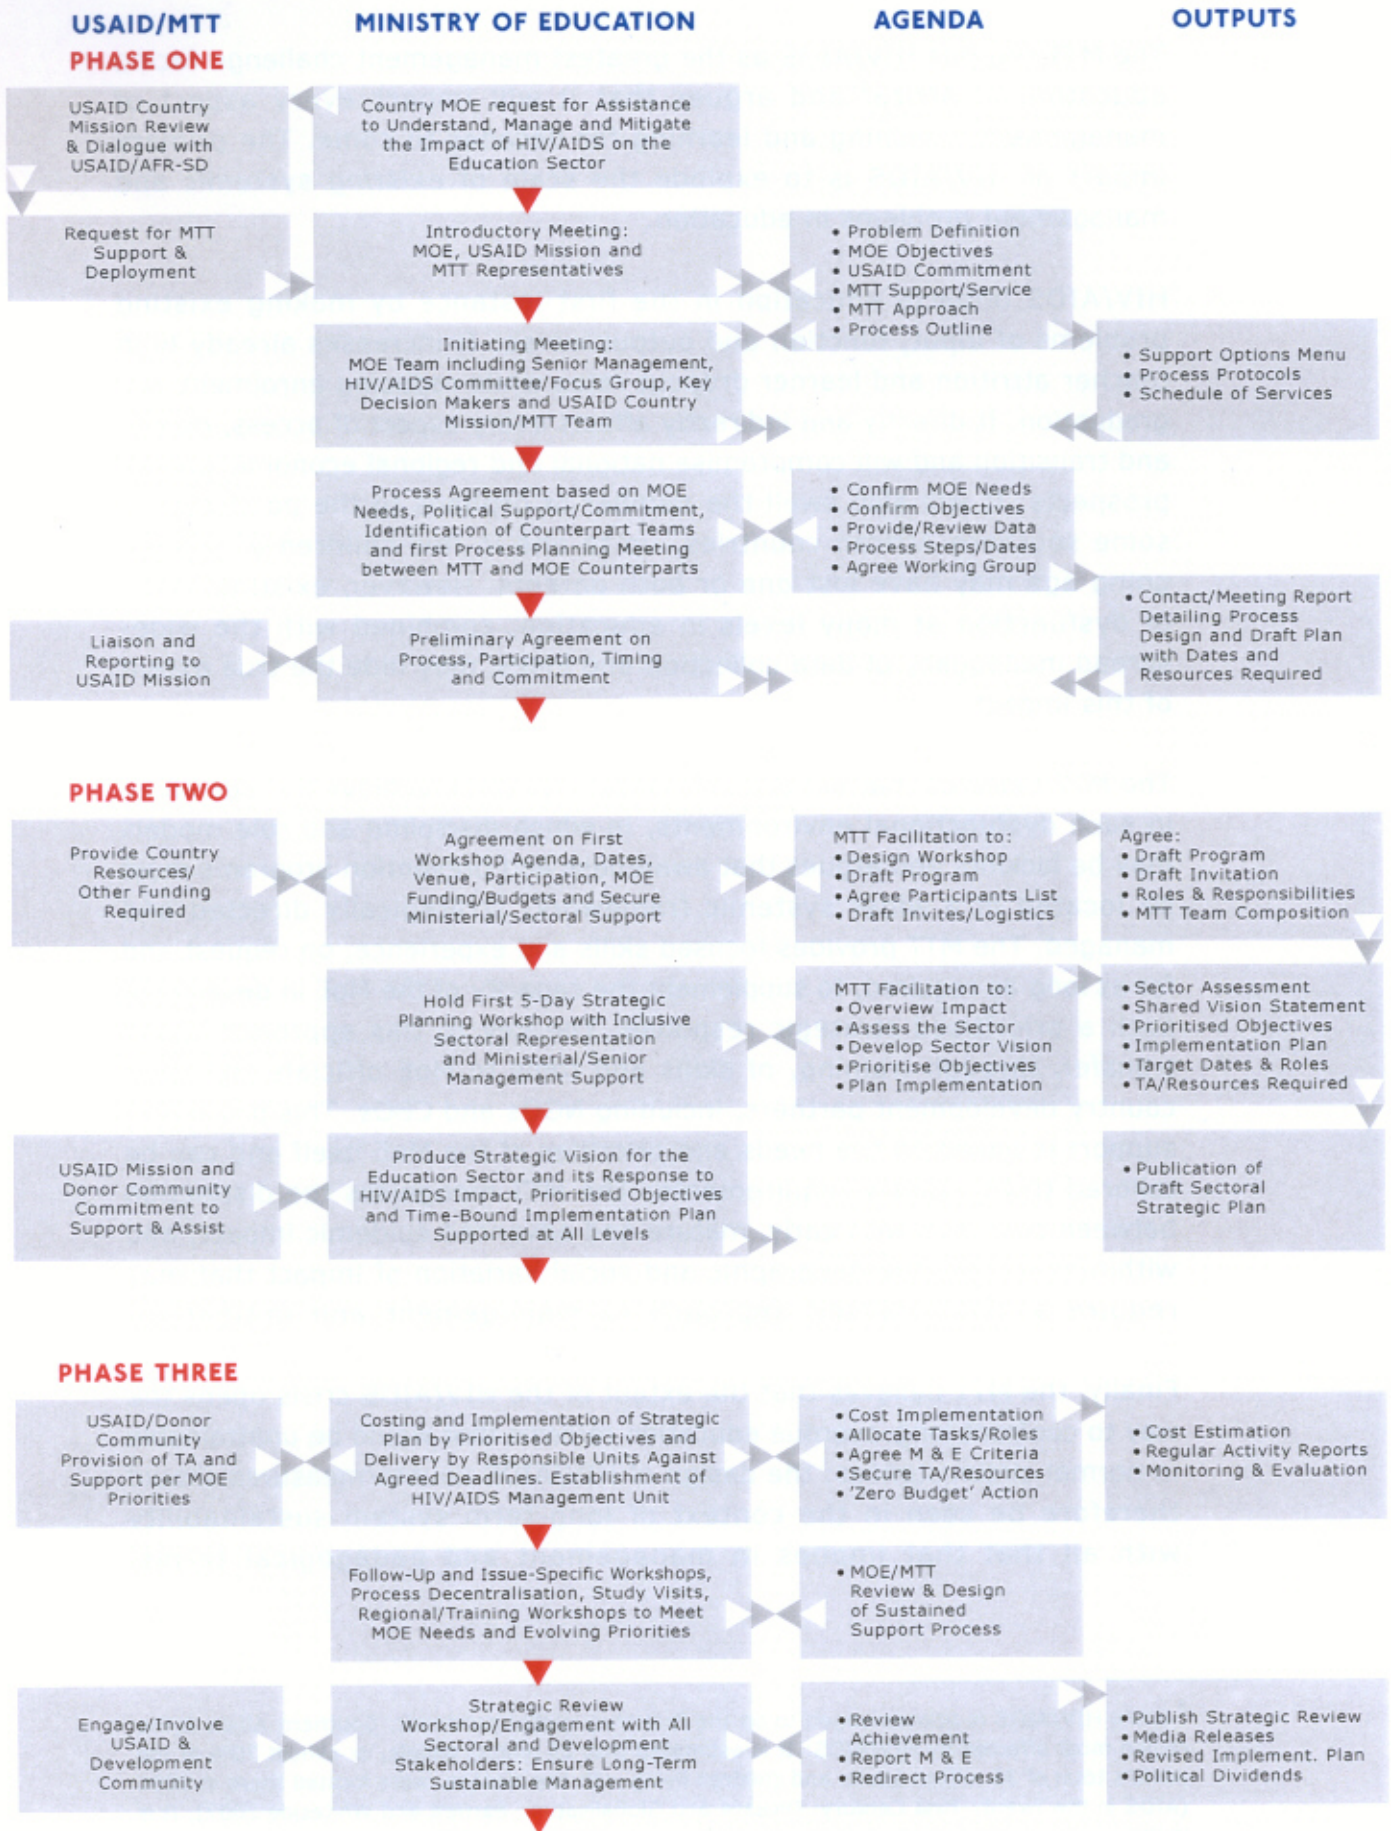 USAID/MTT
MINISTRY OF EDUCATION
AGENDA
OUTPUTS
PHASE ONE
USAID Country
Mission Review
& Dialogue with
USAID/AFR-SD
Country MOE request for Assistance
to Understand, Manage and Mitigate
the Impact of HIV/AIDS on the
Education Sector
Request for MTT
Support &
Deployment
Introductory Meeting:
MOE, USAID Mission and
MTT Representatives
• Problem Definition
• MOE Objectives
• USAID Commitment
• MTT Support/Service
• MTT Approach
• Process Outline
Initiating Meeting:
MOE Team including Senior Management,
HIV/AIDS Committee/Focus Group, Key
Decision Makers and USAID Country
Mission/MTT Team
• Support Options Menu
• Process Protocols
• Schedule of Services
Process Agreement based on MOE
Needs, Political Support/Commitment,
Identification of Counterpart Teams
and first Process Planning Meeting
between MTT and MOE Counterparts
• Confirm MOE Needs
• Confirm Objectives
• Provide/Review Data
• Process Steps/Dates
• Agree Working Group
Liaison and
Reporting to
USAID Mission
Preliminary Agreement on
Process, Participation, Timing
and Commitment
• Contact/Meeting Report
Detailing Process
Design and Draft Plan
with Dates and
Resources Required
PHASE TWO
Provide Country
Resources/
Other Funding
Required
Agreement on First
Workshop Agenda, Dates,
Venue, Participation, MOE
Funding/Budgets and Secure
Ministerial/Sectoral Support
MTT Facilitation to:
• Design Workshop
• Draft Program
• Agree Participants List
• Draft Invites/Logistics
Agree:
• Draft Program
• Draft Invitation
• Roles & Responsibilities
• MTT Team Composition
Hold First 5-Day Strategic
Planning Workshop with Inclusive
Sectoral Representation
and Ministerial/Senior
Management Support
MTT Facilitation to:
• Overview Impact
• Assess the Sector
• Develop Sector Vision
• Prioritise Objectives
• Plan Implementation
• Sector Assessment
• Shared Vision Statement
• Prioritised Objectives
• Implementation Plan
• Target Dates & Roles
• TA/Resources Required
USAID Mission and
Donor Community
Commitment to
Support & Assist
Produce Strategic Vision for the
Education Sector and its Response to
HIV/AIDS Impact, Prioritised Objectives
and Time-Bound Implementation Plan
Supported at All Levels
• Publication of
Draft Sectoral
Strategic Plan
PHASE THREE
USAID/Donor
Community
Provision of TA and
Support per MOE
Priorities
Costing and Implementation of Strategic
Plan by Prioritised Objectives and
Delivery by Responsible Units Against
Agreed Deadlines. Establishment of
HIV/AIDS Management Unit
• Cost Implementation
• Allocate Tasks/Roles
• Agree M & E Criteria
• Secure TA/Resources
• 'Zero Budget' Action
• Cost Estimation
• Regular Activity Reports
• Monitoring & Evaluation
Follow-Up and Issue-Specific Workshops,
Process Decentralisation, Study Visits,
Regional/Training Workshops to Meet
MOE Needs and Evolving Priorities
• MOE/MTT
Review & Design
of Sustained
Support Process
Engage/Involve
USAID &
Development
Community
Strategic Review
Workshop/Engagement with All
Sectoral and Development
Stakeholders: Ensure Long-Term
Sustainable Management
• Review
Achievement
• Report M & E
• Redirect Process
• Publish Strategic Review
• Media Releases
• Revised Implement. Plan
• Political Dividends